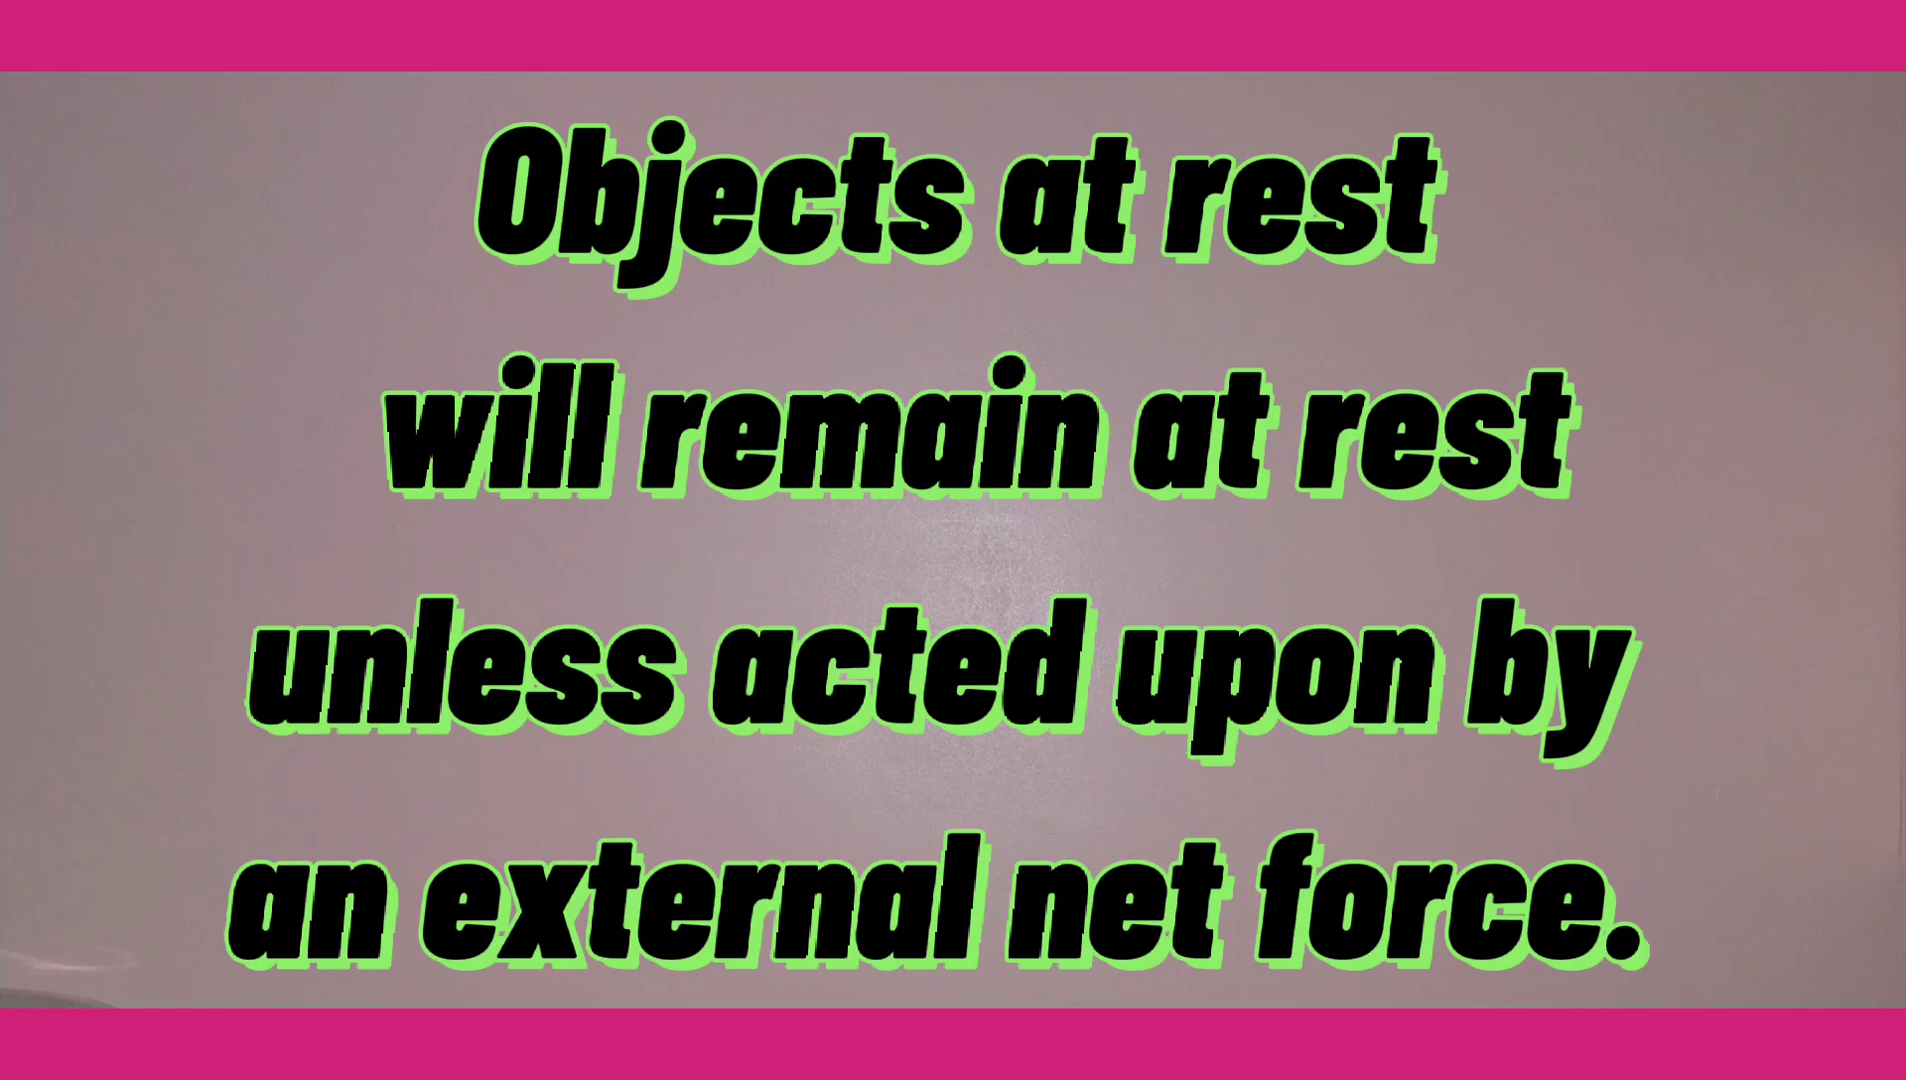 Objects at rest
will remain at rest
unless acted upon by
an external net force.